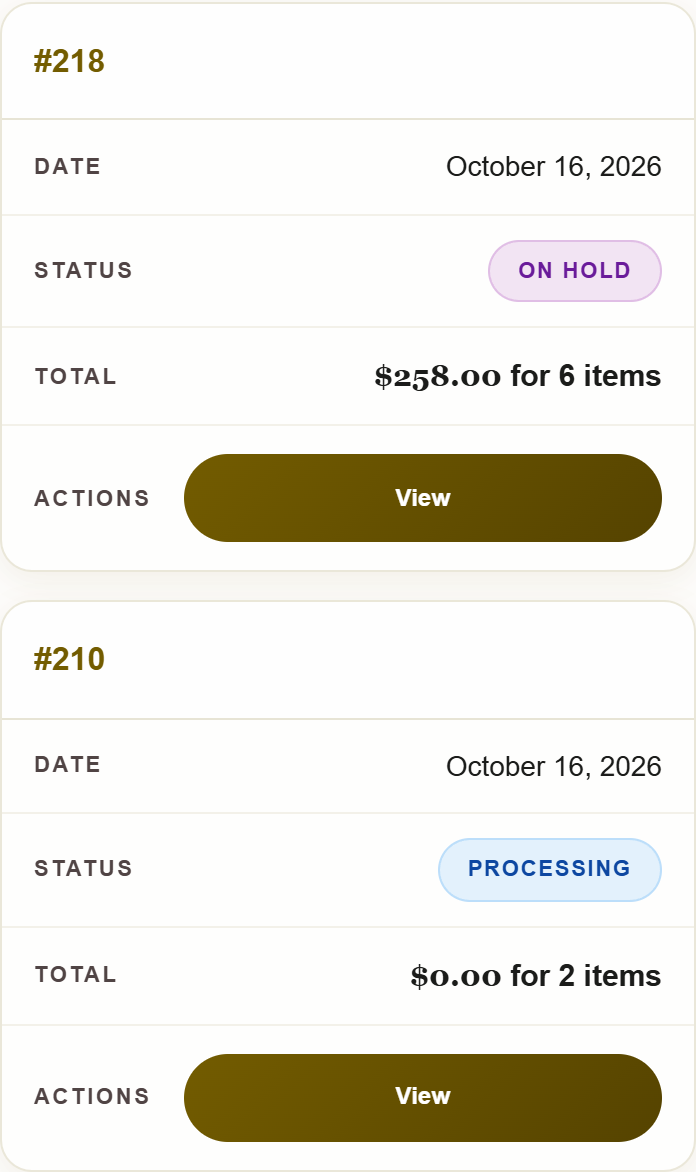 #218
DATE October 16, 2026
STATUS ON HOLD
TOTAL $258.00 for 6 items
ACTIONS View
#210
DATE October 16, 2026
STATUS PROCESSING
TOTAL $0.00 for 2 items
ACTIONS View